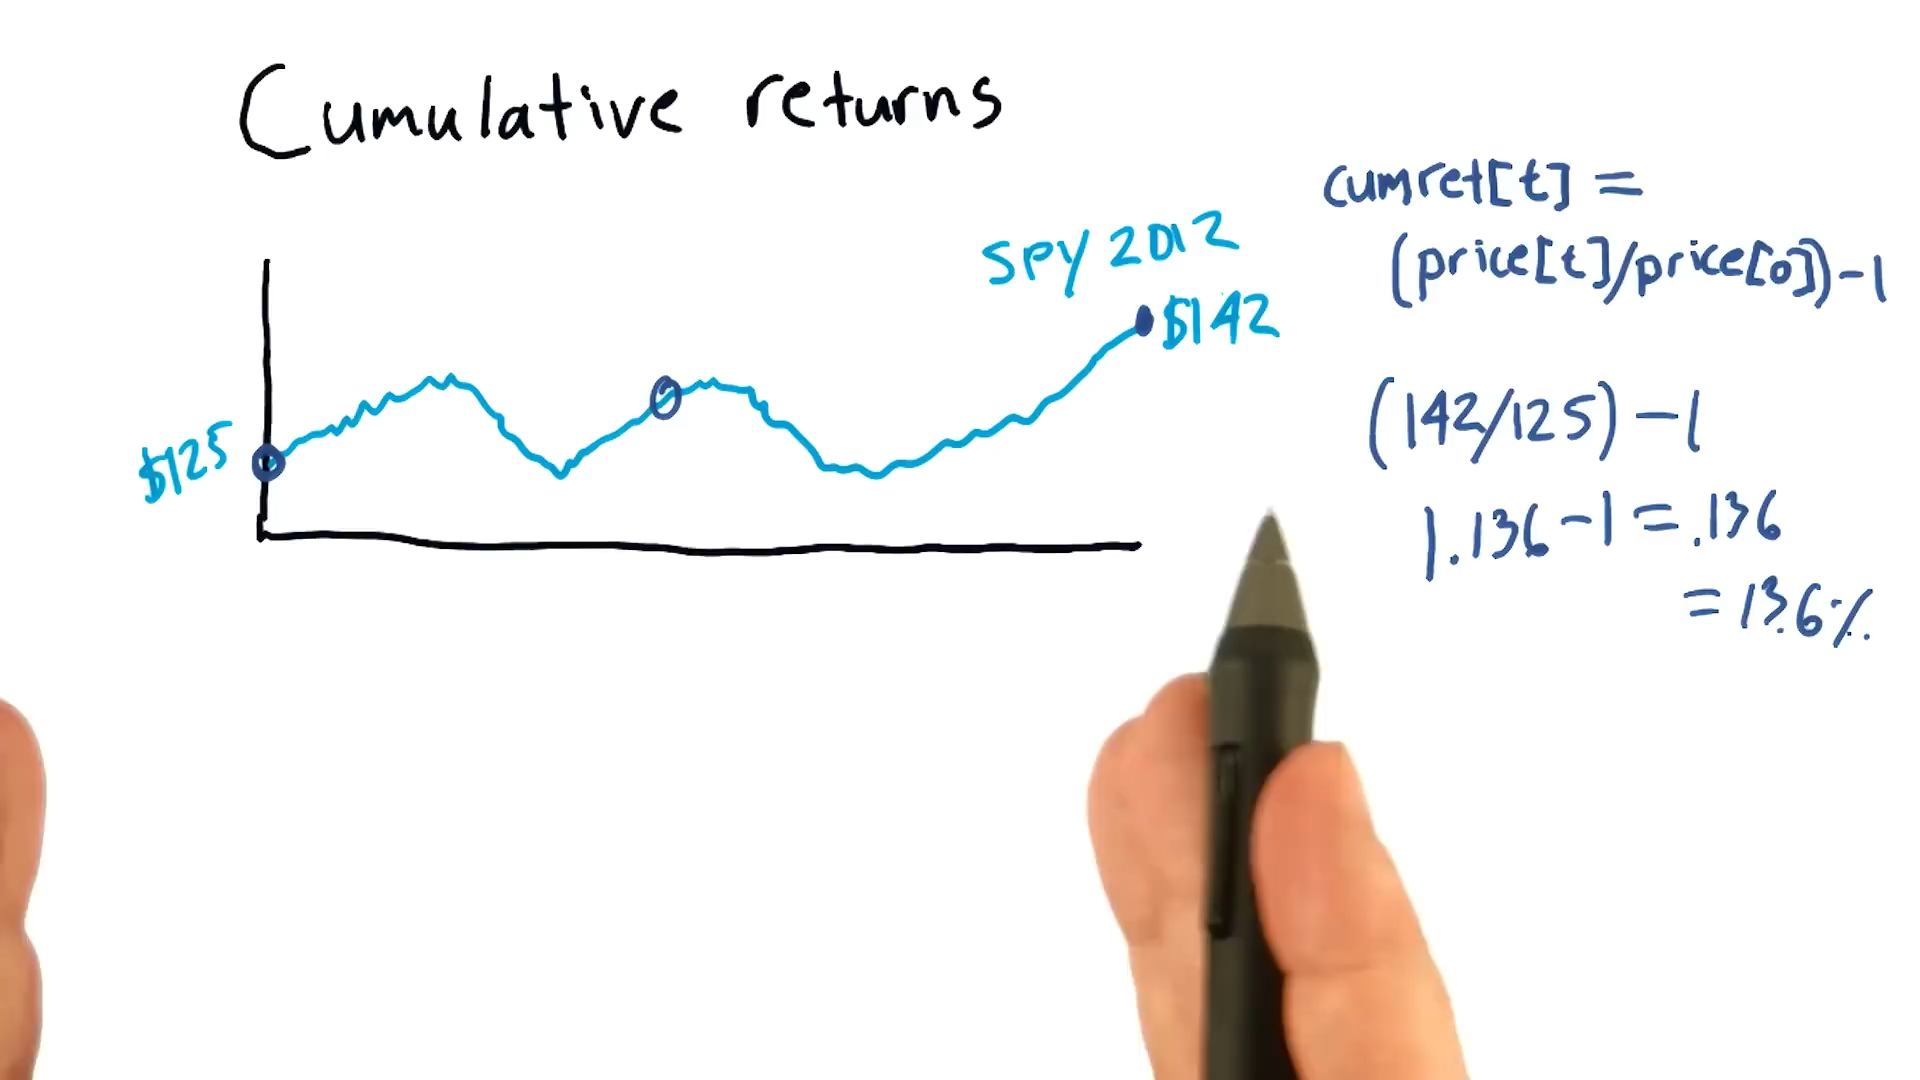 Cumulative returns
cumret[t] =
(price[t]/price[0]) - 1
SPY 2012
$142
$125
(142/125) - 1
1.136 - 1 = .136
= 13.6%